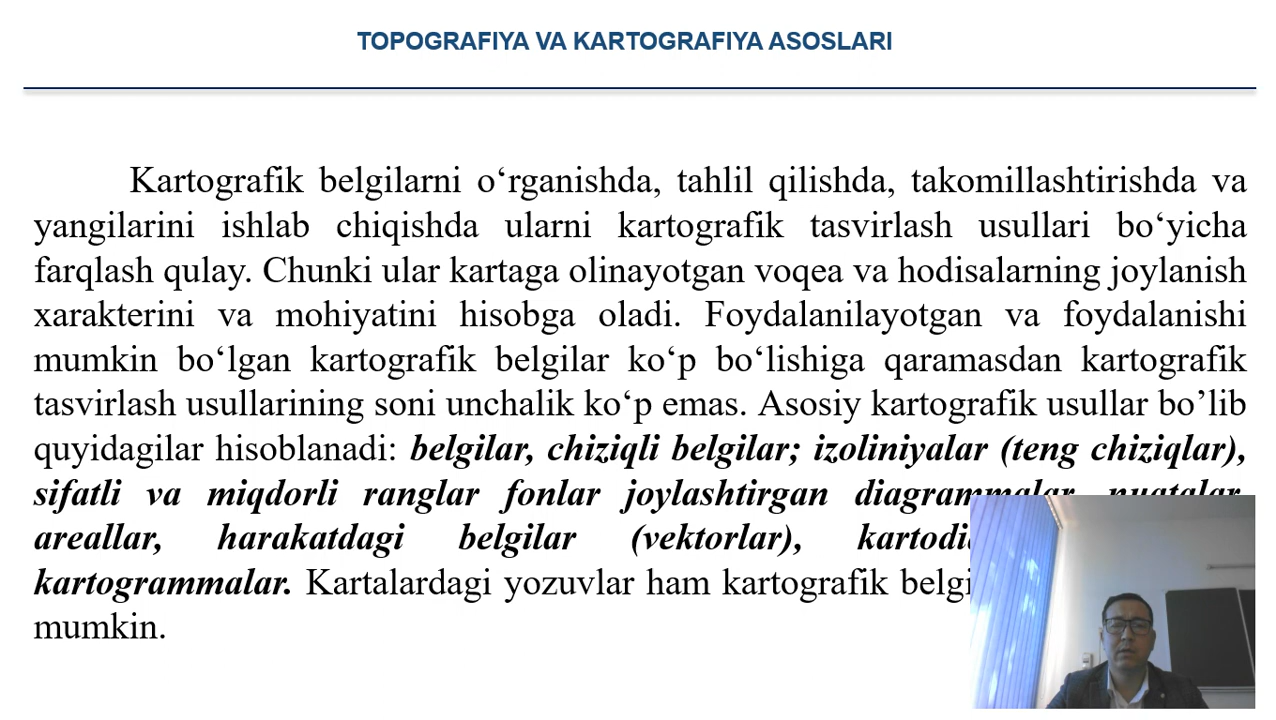 TOPOGRAFIYA VA KARTOGRAFIYA ASOSLARI
Kartografik belgilarni o‘rganishda, tahlil qilishda, takomillashtirishda va
yangilarini ishlab chiqishda ularni kartografik tasvirlash usullari bo‘yicha
farqlash qulay. Chunki ular kartaga olinayotgan voqea va hodisalarning joylanish
xarakterini va mohiyatini hisobga oladi. Foydalanilayotgan va foydalanishi
mumkin bo‘lgan kartografik belgilar ko‘p bo‘lishiga qaramasdan kartografik
tasvirlash usullarining soni unchalik ko‘p emas. Asosiy kartografik usullar bo’lib
quyidagilar hisoblanadi: belgilar, chiziqli belgilar; izoliniyalar (teng chiziqlar),
sifatli va miqdorli ranglar fonlar joylashtirgan diagrammalar, nuqtalar,
areallar, harakatdagi belgilar (vektorlar),
kartogrammalar. Kartalardagi yozuvlar ham kartografik
mumkin.